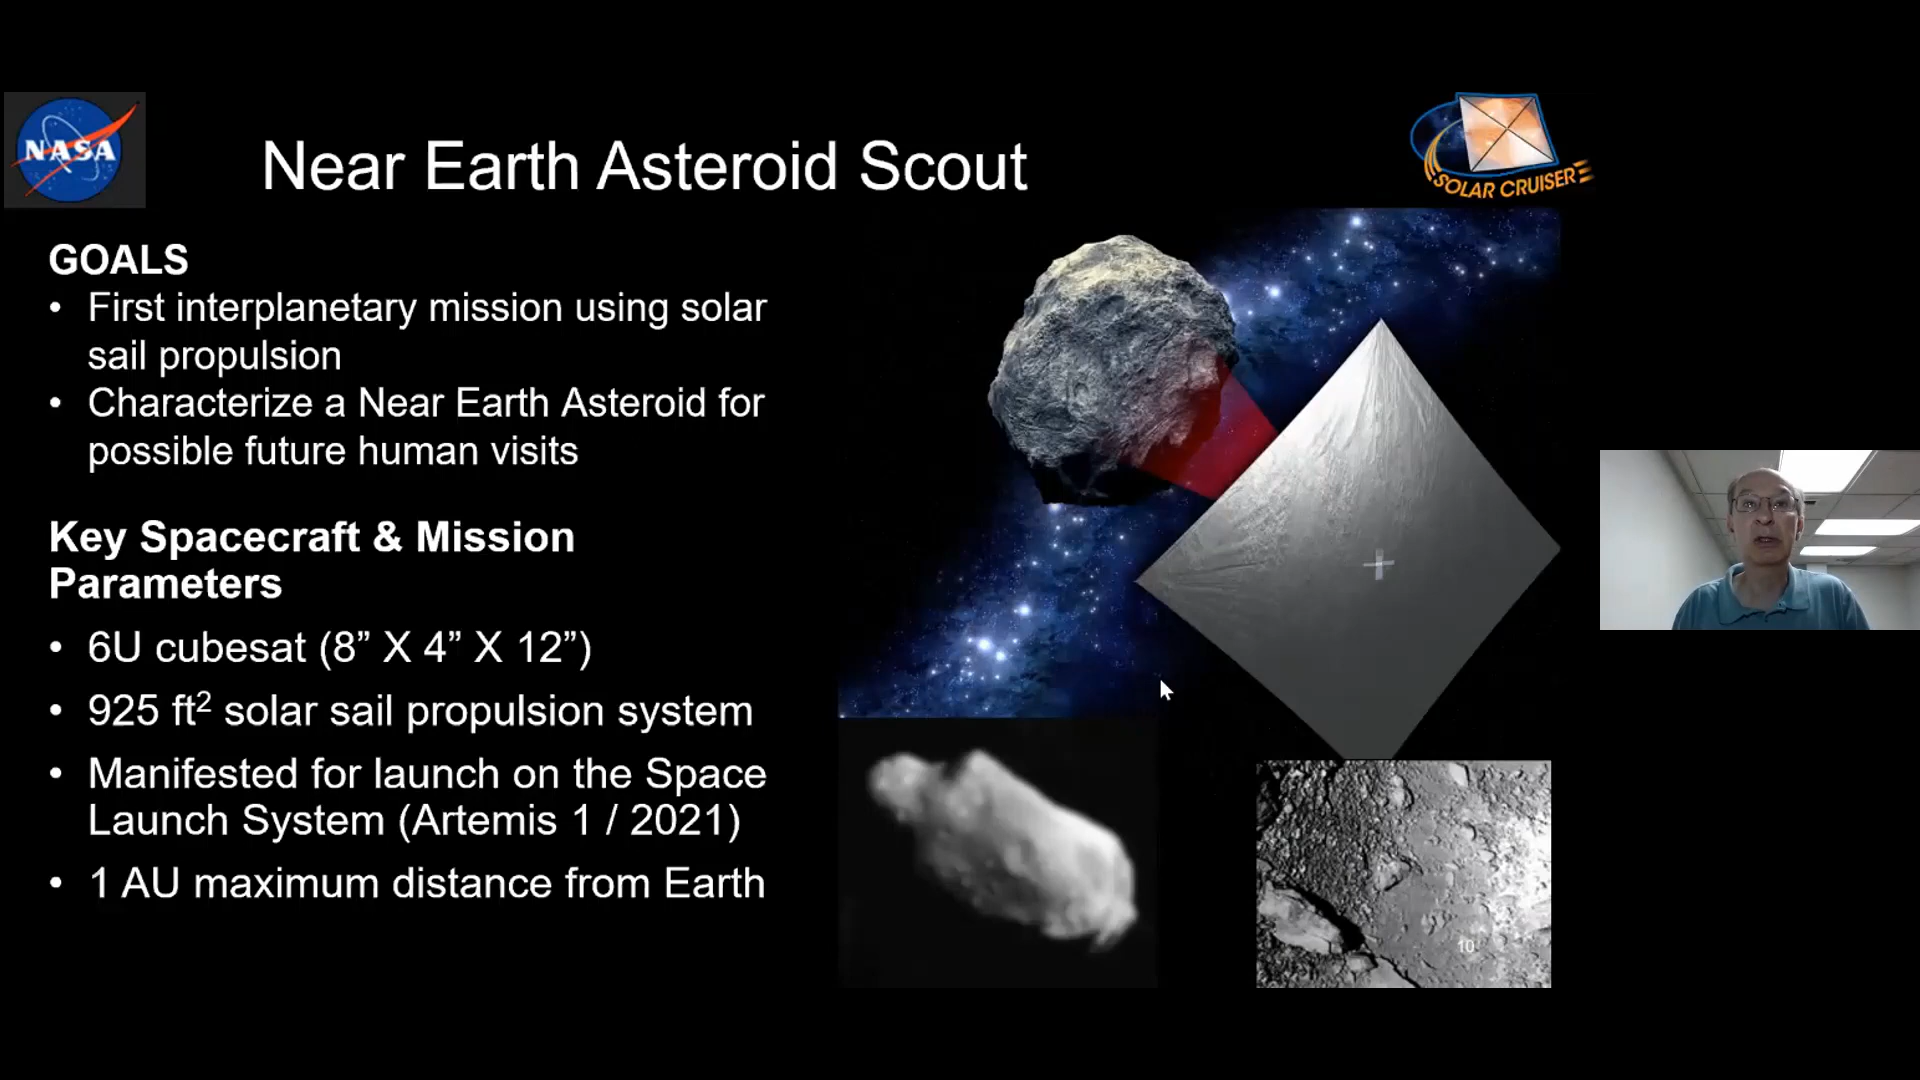 NASA
SOLAR CRUISER
Near Earth Asteroid Scout
GOALS
• First interplanetary mission using solar
sail propulsion
• Characterize a Near Earth Asteroid for
possible future human visits
Key Spacecraft & Mission
Parameters
• 6U cubesat (8” X 4” X 12”)
• 925 ft² solar sail propulsion system
• Manifested for launch on the Space
Launch System (Artemis 1 / 2021)
• 1 AU maximum distance from Earth
10